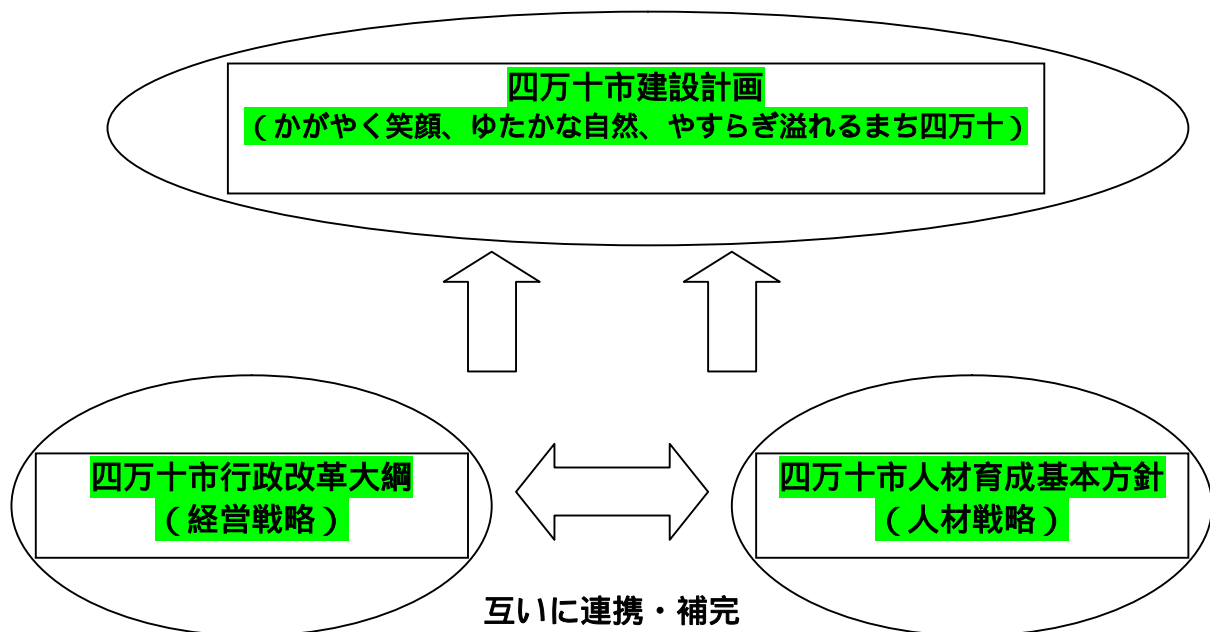 四万十市建設計画
（かがやく笑顔、ゆたかな自然、やすらぎ溢れるまち四万十）
四万十市行政改革大綱
（経営戦略）
四万十市人材育成基本方針
（人材戦略）
互いに連携・補完